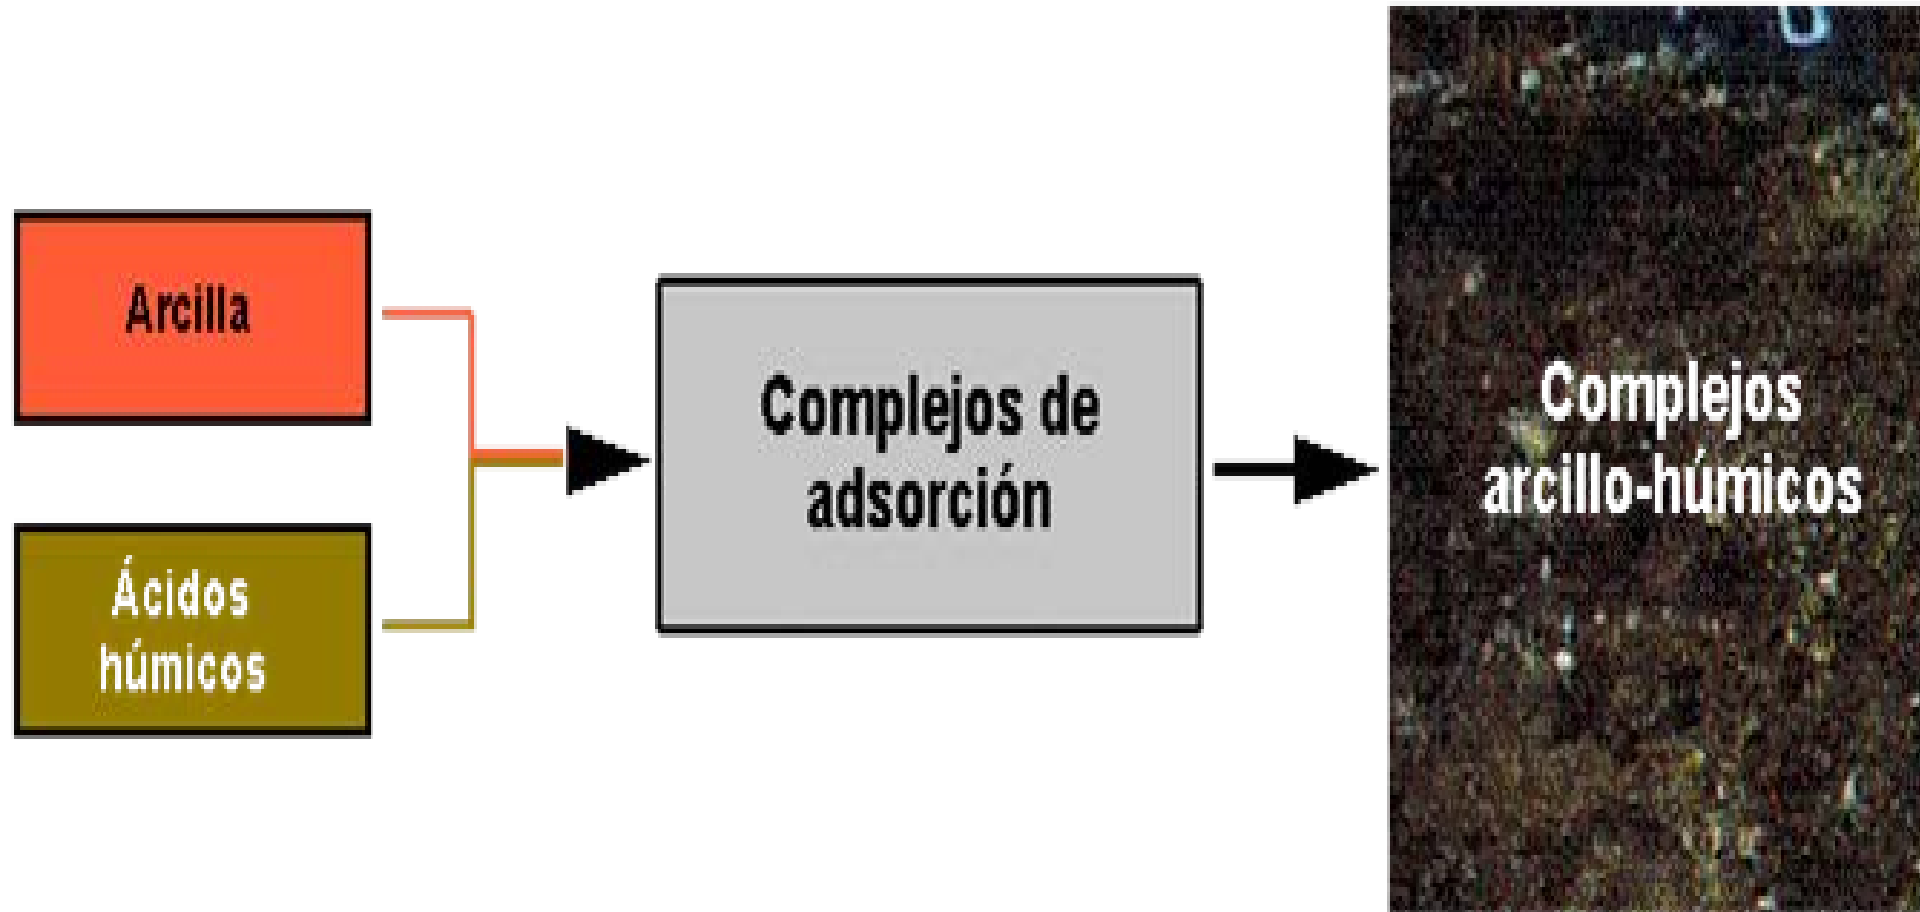 Arcilla
Ácidos
húmicos
Complejos de
adsorción
Complejos
arcillo-húmicos